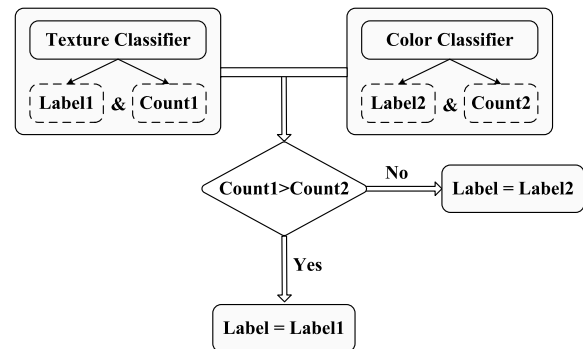 Texture Classifier
Label1 & Count1
Color Classifier
Label2 & Count2
Count1>Count2
No
Label = Label2
Yes
Label = Label1